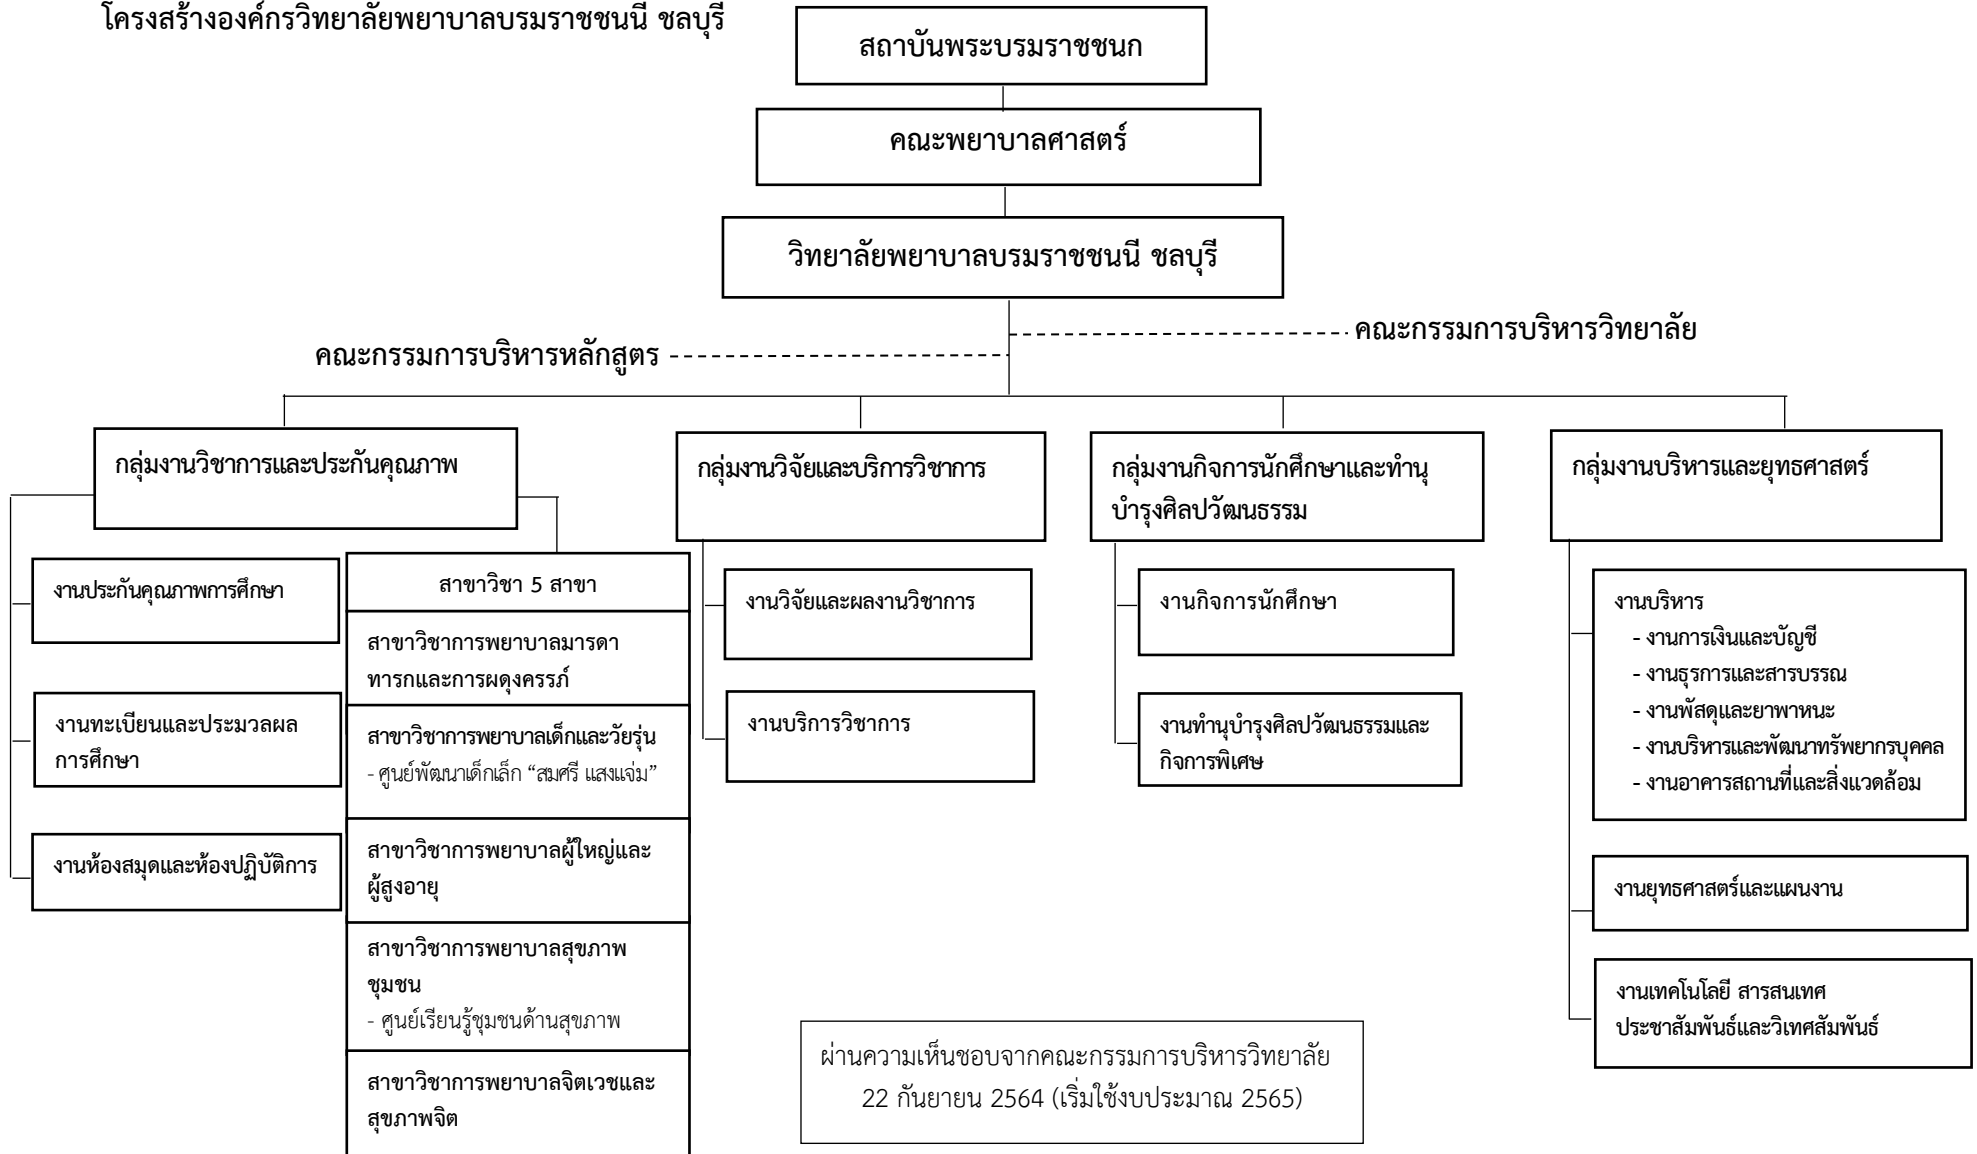 โครงสร้างองค์กรวิทยาลัยพยาบาลบรมราชชนนี ชลบุรี
สถาบันพระบรมราชชนก
คณะพยาบาลศาสตร์
วิทยาลัยพยาบาลบรมราชชนนี ชลบุรี
คณะกรรมการบริหารวิทยาลัย
คณะกรรมการบริหารหลักสูตร
กลุ่มงานวิชาการและประกันคุณภาพ
งานประกันคุณภาพการศึกษา
งานทะเบียนและประมวลผล
การศึกษา
งานห้องสมุดและห้องปฏิบัติการ
สาขาวิชา 5 สาขา
สาขาวิชาการพยาบาลมารดา
ทารกและการผดุงครรภ์
สาขาวิชาการพยาบาลเด็กและวัยรุ่น
- ศูนย์พัฒนาเด็กเล็ก “สมศรี แสงแจ่ม”
สาขาวิชาการพยาบาลผู้ใหญ่และ
ผู้สูงอายุ
สาขาวิชาการพยาบาลสุขภาพ
ชุมชน
- ศูนย์เรียนรู้ชุมชนด้านสุขภาพ
สาขาวิชาการพยาบาลจิตเวชและ
สุขภาพจิต
กลุ่มงานวิจัยและบริการวิชาการ
งานวิจัยและผลงานวิชาการ
งานบริการวิชาการ
กลุ่มงานกิจการนักศึกษาและทำนุ
บำรุงศิลปวัฒนธรรม
งานกิจการนักศึกษา
งานทำนุบำรุงศิลปวัฒนธรรมและ
กิจการพิเศษ
กลุ่มงานบริหารและยุทธศาสตร์
งานบริหาร
- งานการเงินและบัญชี
- งานธุรการและสารบรรณ
- งานพัสดุและยาพาหนะ
- งานบริหารและพัฒนาทรัพยากรบุคคล
- งานอาคารสถานที่และสิ่งแวดล้อม
งานยุทธศาสตร์และแผนงาน
งานเทคโนโลยี สารสนเทศ
ประชาสัมพันธ์และวิเทศสัมพันธ์
ผ่านความเห็นชอบจากคณะกรรมการบริหารวิทยาลัย
22 กันยายน 2564 (เริ่มใช้งบประมาณ 2565)